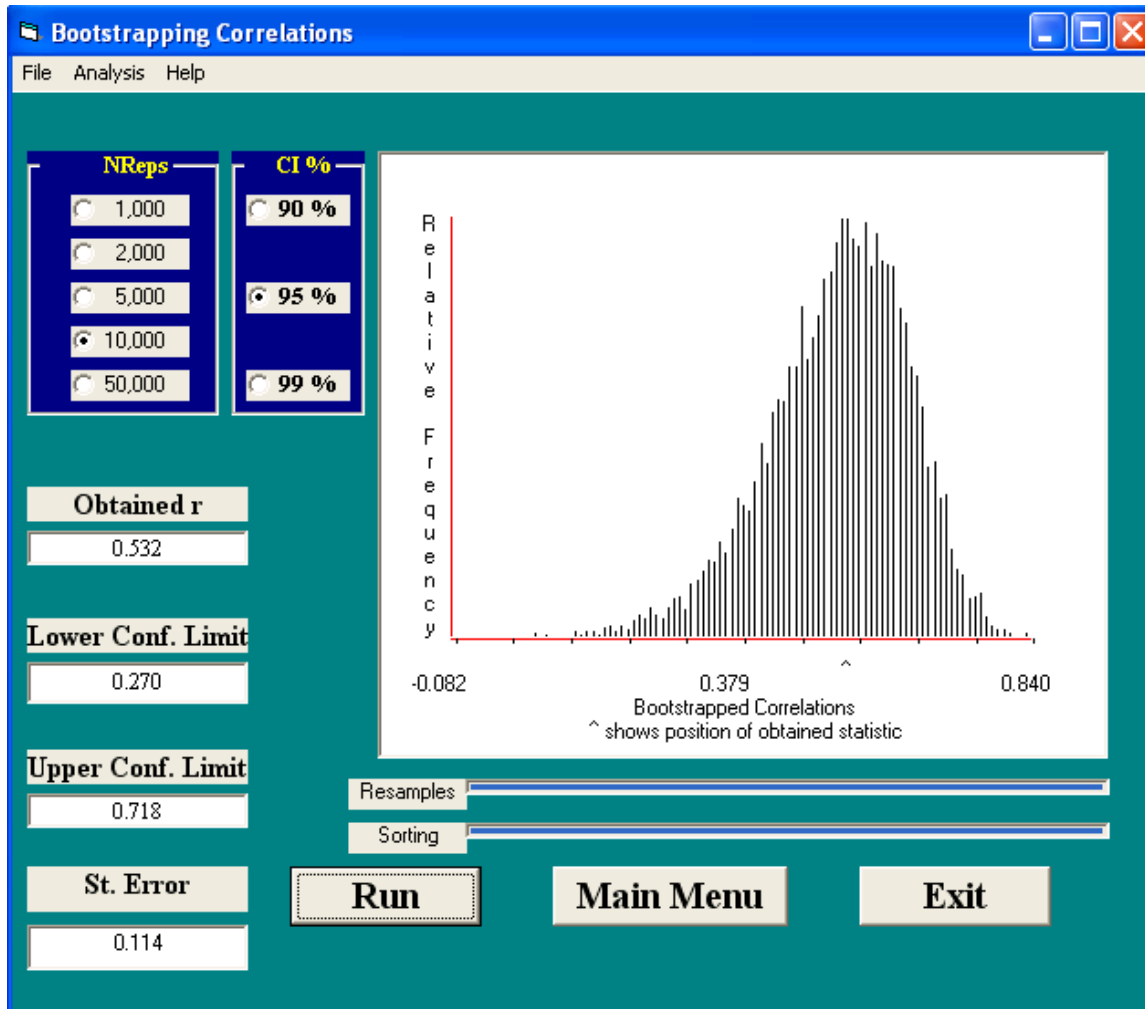 Bootstrapping Correlations
File Analysis Help
NReps
1,000
2,000
5,000
10,000
50,000
CI %
90 %
95 %
99 %
Relative Frequency
-0.082 0.379 0.840
^
Bootstrapped Correlations
^ shows position of obtained statistic
Obtained r
0.532
Lower Conf. Limit
0.270
Upper Conf. Limit
0.718
St. Error
0.114
Resamples
Sorting
Run
Main Menu
Exit